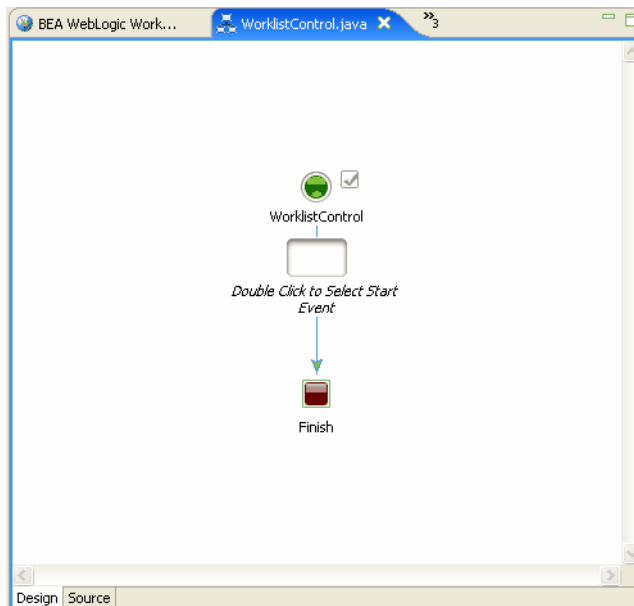 BEA WebLogic Work... WorklistControl.java »3
WorklistControl
Double Click to Select Start
Event
Finish
Design Source